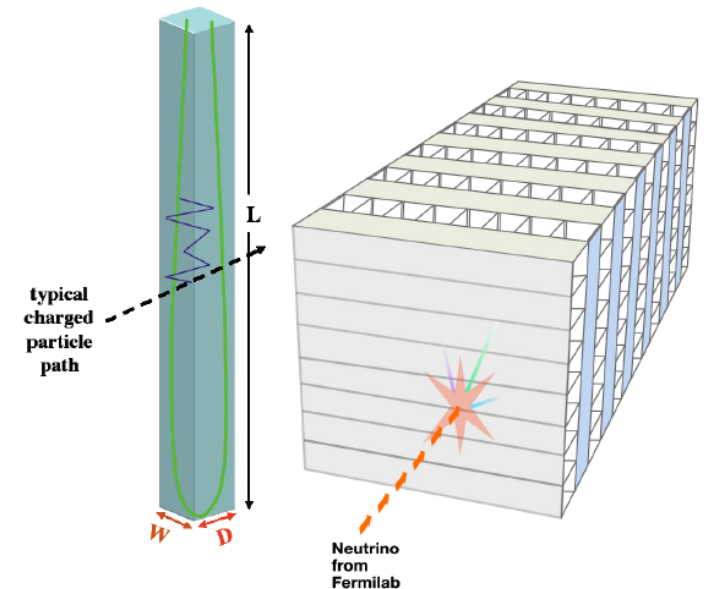 L
typical
charged
particle
path
W
D
Neutrino
from
Fermilab